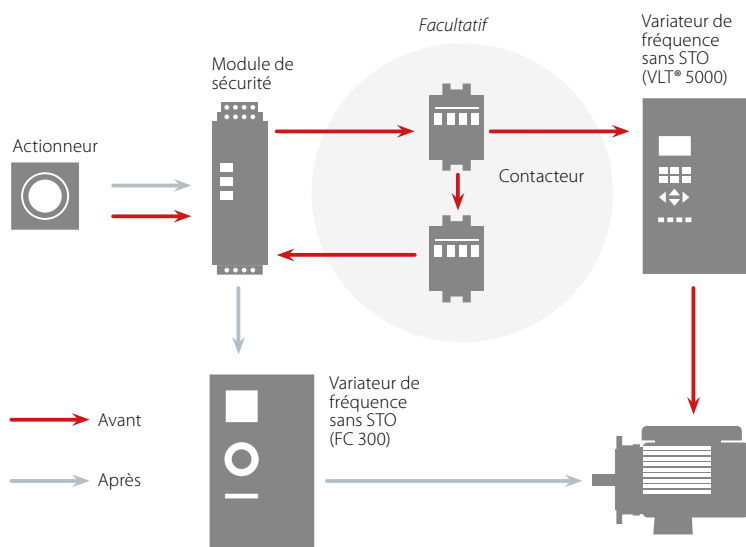 Facultatif
Variateur de
fréquence
sans STO
(VLT® 5000)
Module de
sécurité
Actionneur
Contacteur
Variateur de
fréquence
sans STO
(FC 300)
Avant
Après